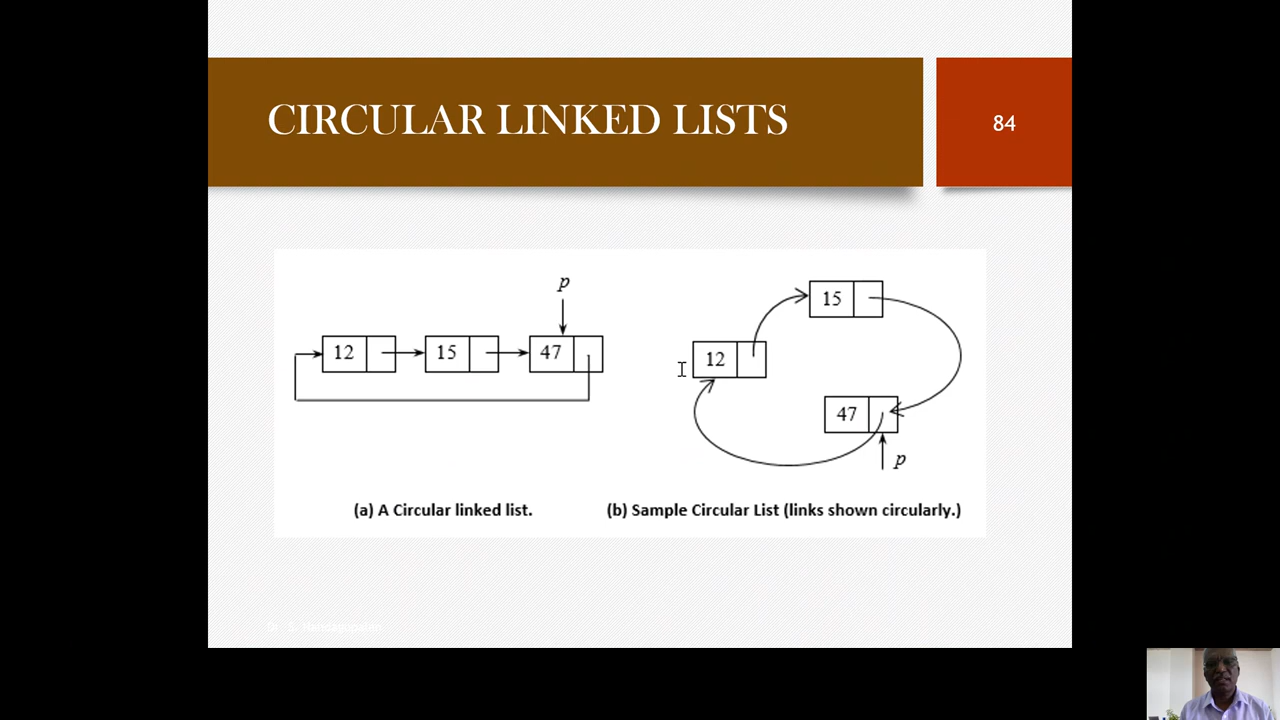 CIRCULAR LINKED LISTS
84
p
12 15 47
(a) A Circular linked list.
15
12
47
p
(b) Sample Circular List (links shown circularly.)